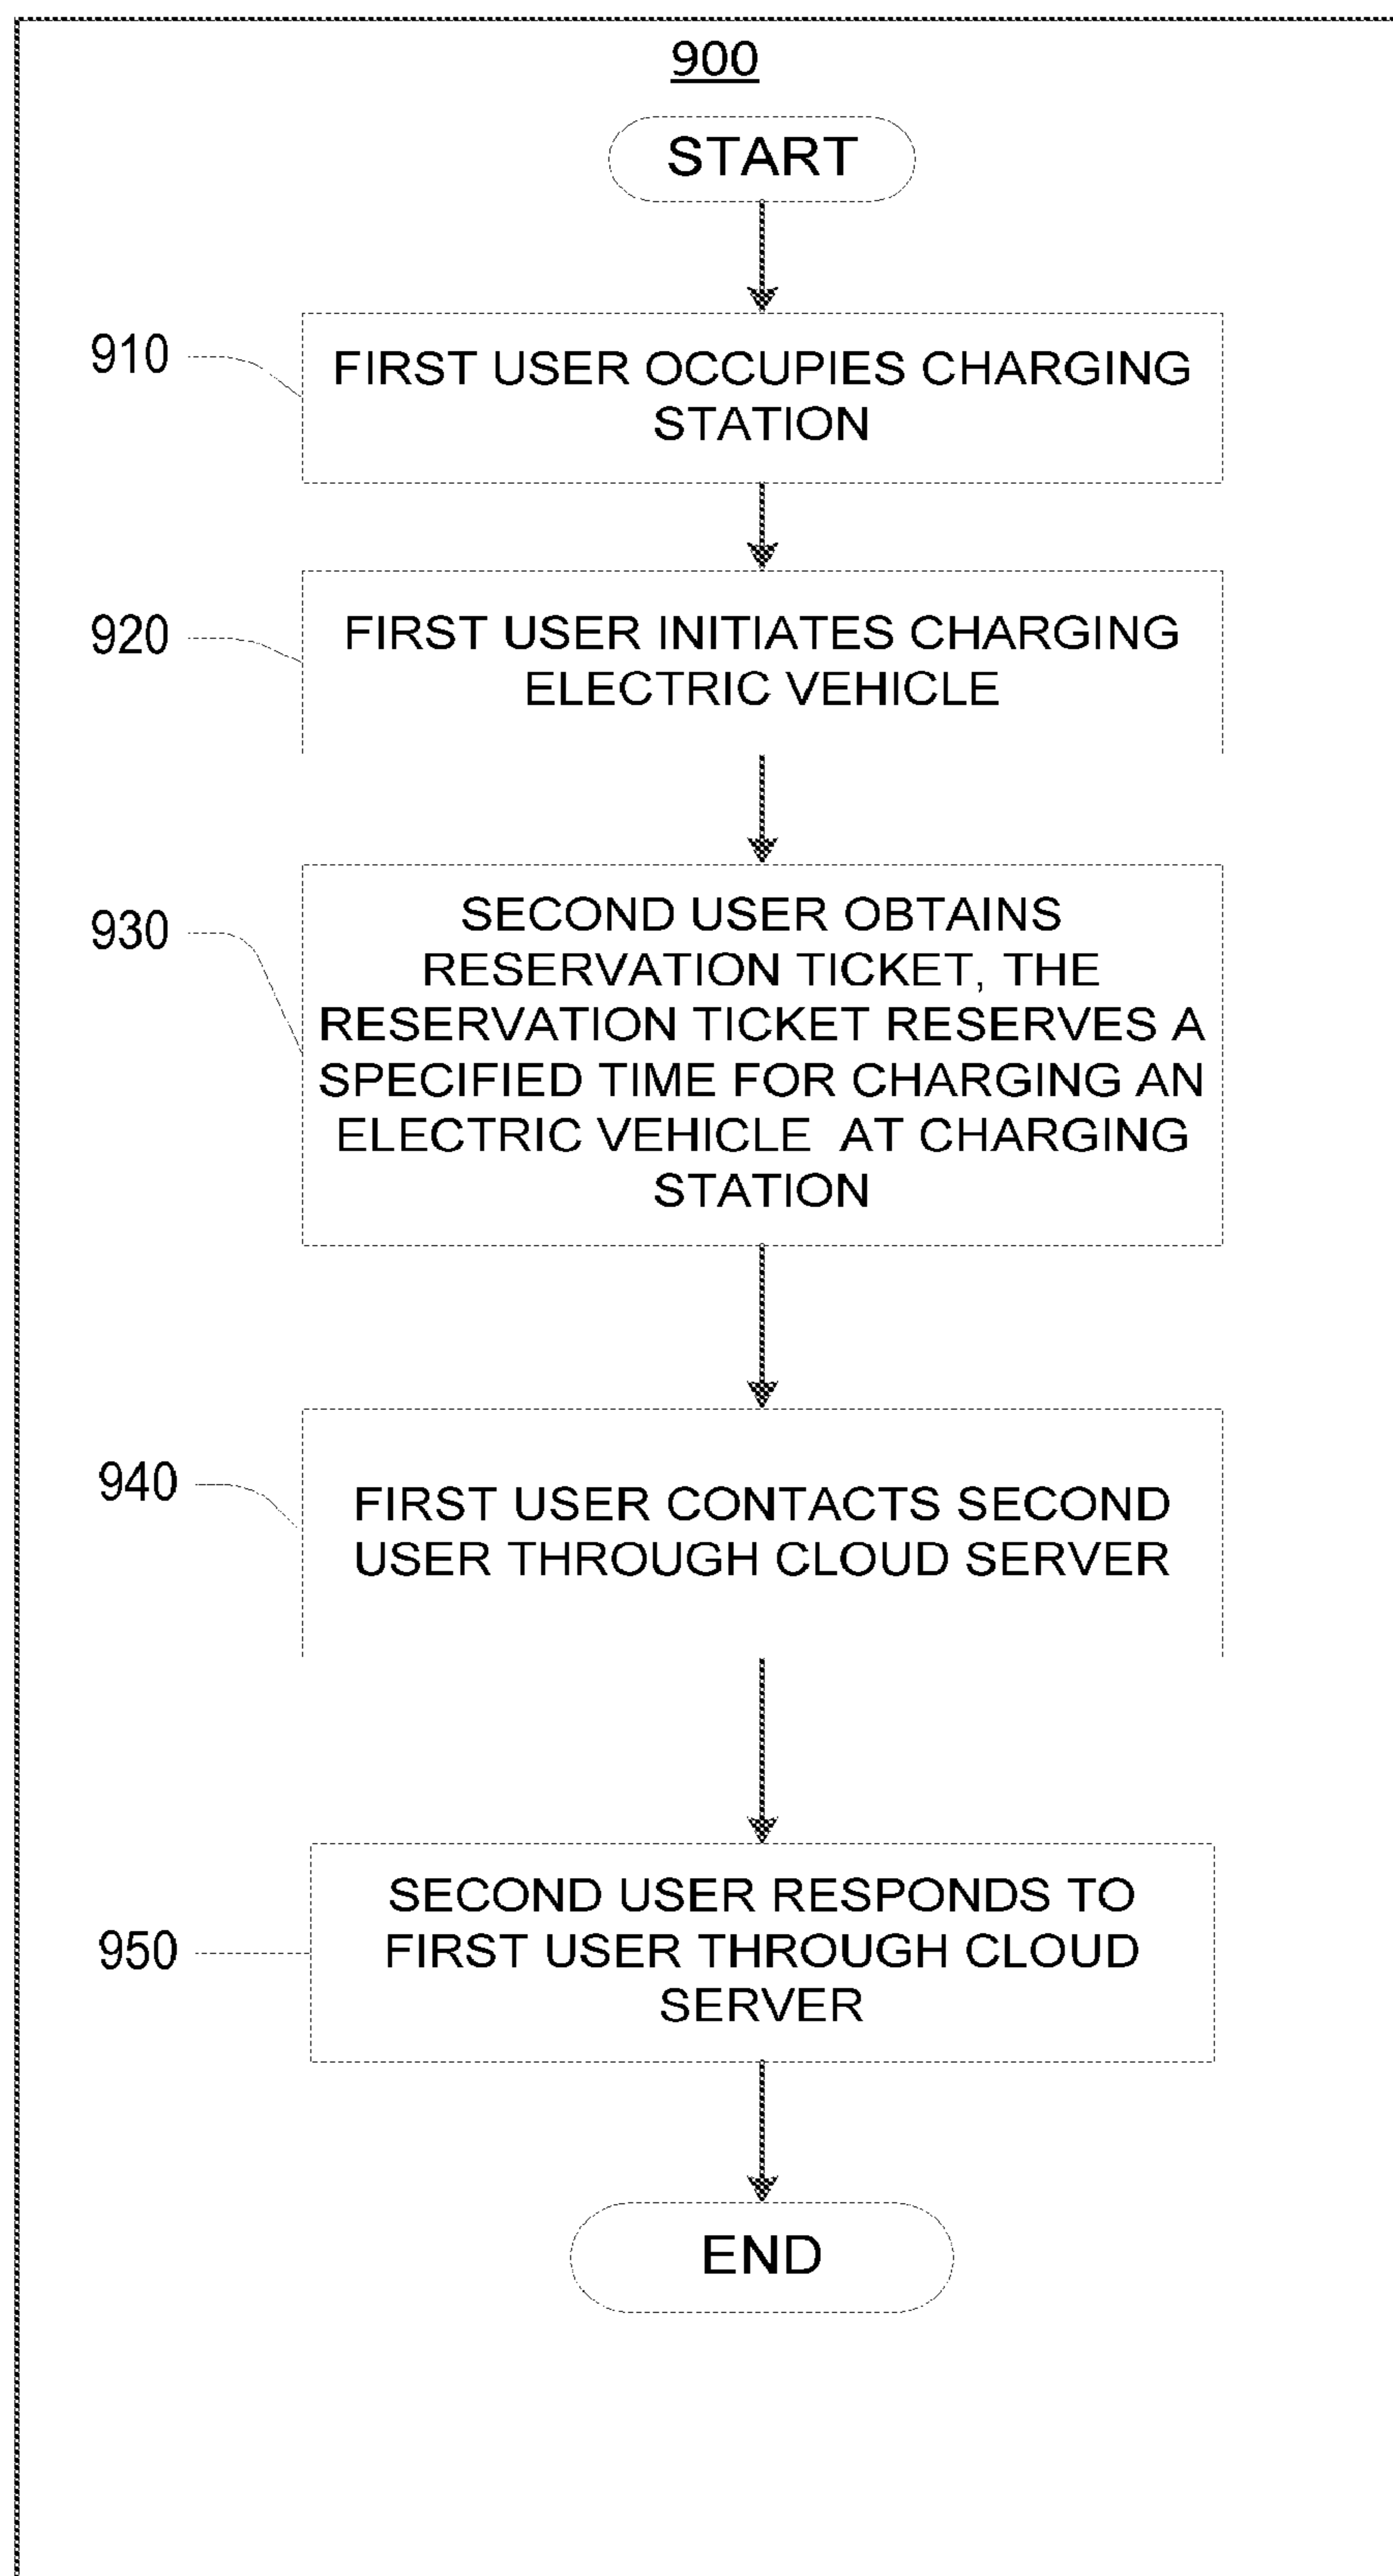 900
START
910
FIRST USER OCCUPIES CHARGING
STATION
920
FIRST USER INITIATES CHARGING
ELECTRIC VEHICLE
930
SECOND USER OBTAINS
RESERVATION TICKET, THE
RESERVATION TICKET RESERVES A
SPECIFIED TIME FOR CHARGING AN
ELECTRIC VEHICLE AT CHARGING
STATION
940
FIRST USER CONTACTS SECOND
USER THROUGH CLOUD SERVER
950
SECOND USER RESPONDS TO
FIRST USER THROUGH CLOUD
SERVER
END